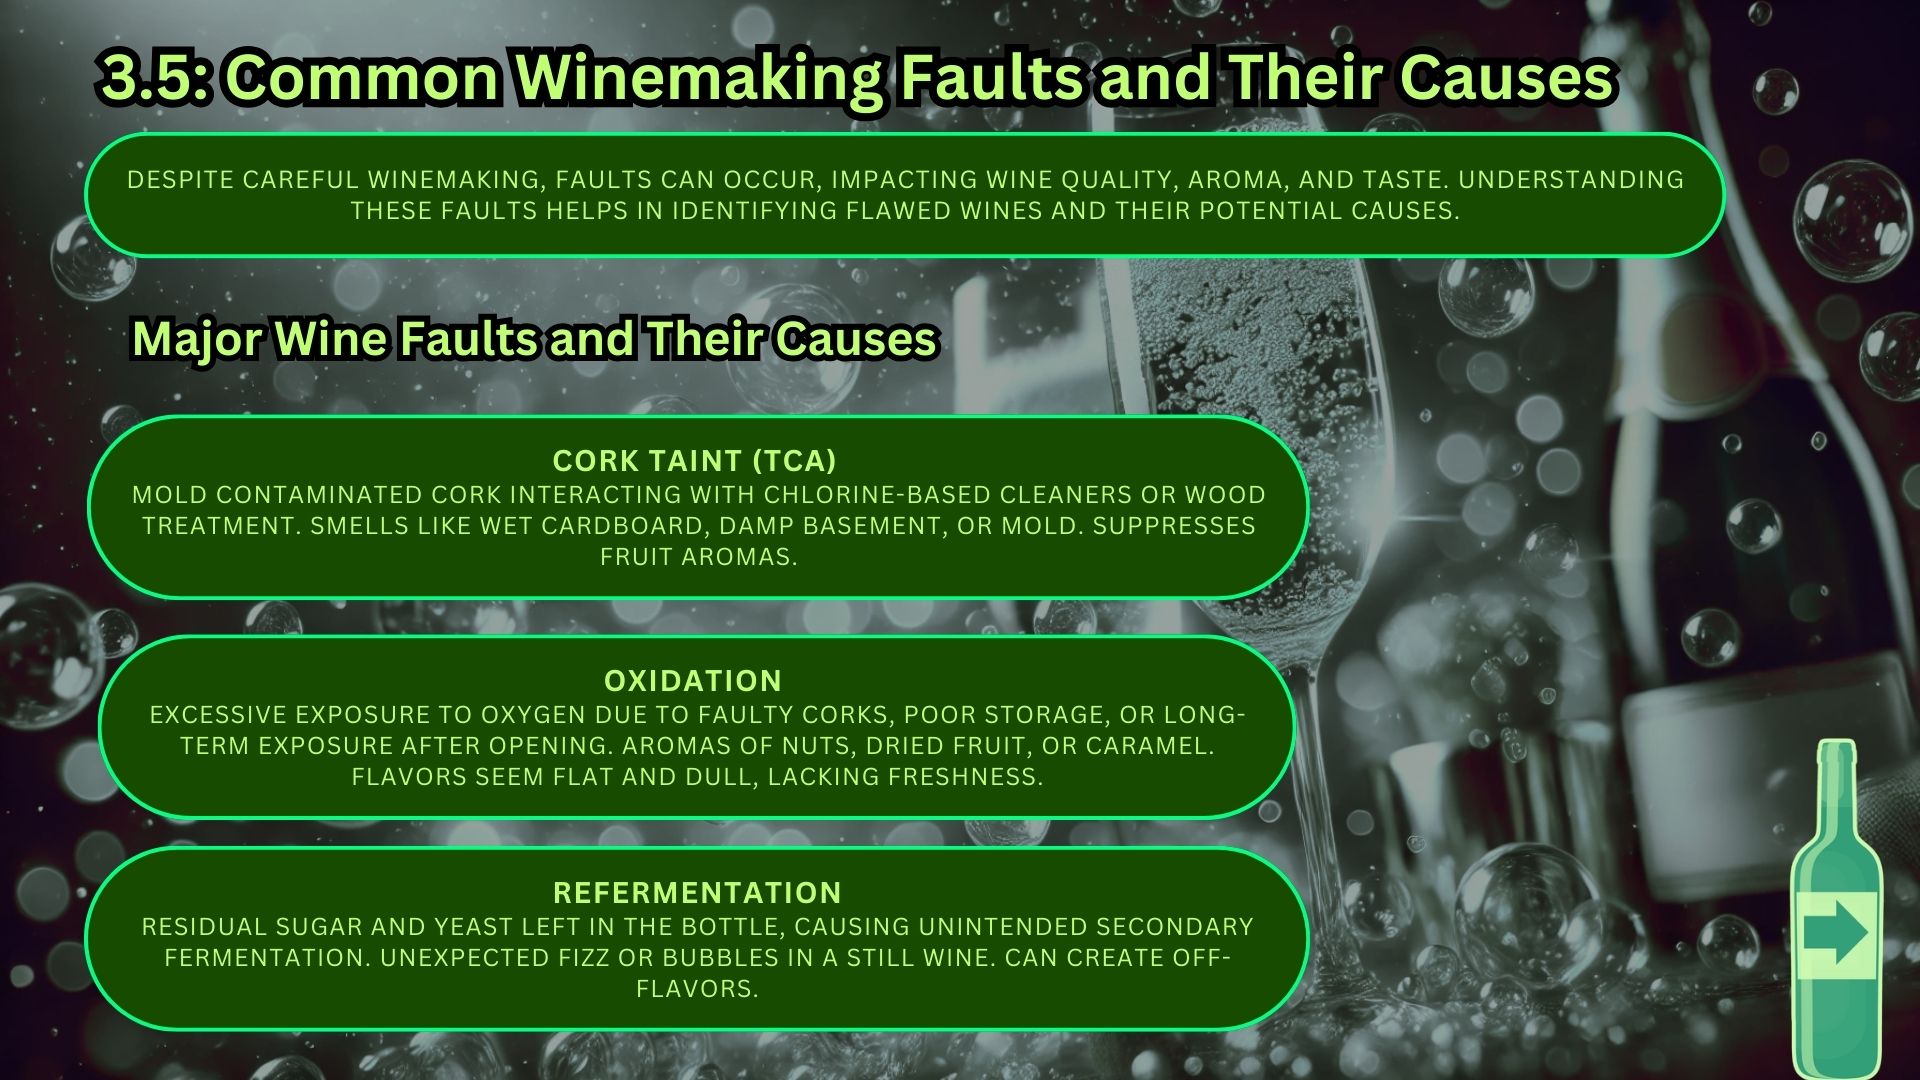 3.5: Common Winemaking Faults and Their Causes
DESPITE CAREFUL WINEMAKING, FAULTS CAN OCCUR, IMPACTING WINE QUALITY, AROMA, AND TASTE. UNDERSTANDING
THESE FAULTS HELPS IN IDENTIFYING FLAWED WINES AND THEIR POTENTIAL CAUSES.
Major Wine Faults and Their Causes
CORK TAINT (TCA)
MOLD CONTAMINATED CORK INTERACTING WITH CHLORINE-BASED CLEANERS OR WOOD
TREATMENT. SMELLS LIKE WET CARDBOARD, DAMP BASEMENT, OR MOLD. SUPPRESSES
FRUIT AROMAS.
OXIDATION
EXCESSIVE EXPOSURE TO OXYGEN DUE TO FAULTY CORKS, POOR STORAGE, OR LONG-
TERM EXPOSURE AFTER OPENING. AROMAS OF NUTS, DRIED FRUIT, OR CARAMEL.
FLAVORS SEEM FLAT AND DULL, LACKING FRESHNESS.
REFERMENTATION
RESIDUAL SUGAR AND YEAST LEFT IN THE BOTTLE, CAUSING UNINTENDED SECONDARY
FERMENTATION. UNEXPECTED FIZZ OR BUBBLES IN A STILL WINE. CAN CREATE OFF-
FLAVORS.